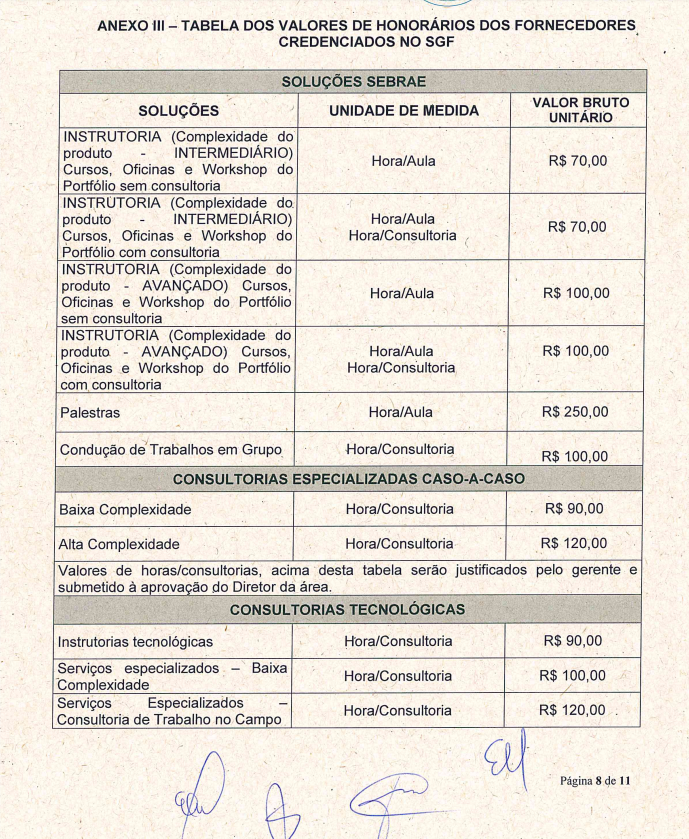 ANEXO III – TABELA DOS VALORES DE HONORÁRIOS DOS FORNECEDORES
CREDENCIADOS NO SGF
SOLUÇÕES SEBRAE
SOLUÇÕES UNIDADE DE MEDIDA VALOR BRUTO
UNITÁRIO
INSTRUTORIA (Complexidade do
produto - INTERMEDIÁRIO)
Cursos, Oficinas e Workshop do
Portfólio sem consultoria
Hora/Aula
R$ 70,00
INSTRUTORIA (Complexidade do
produto - INTERMEDIÁRIO)
Cursos, Oficinas e Workshop do
Portfólio com consultoria
Hora/Aula
Hora/Consultoria
R$ 70,00
INSTRUTORIA (Complexidade do
produto - AVANÇADO) Cursos,
Oficinas e Workshop do Portfólio
sem consultoria
Hora/Aula
R$ 100,00
INSTRUTORIA (Complexidade do
produto - AVANÇADO) Cursos,
Oficinas e Workshop do Portfólio
com consultoria
Hora/Aula
Hora/Consultoria
R$ 100,00
Palestras Hora/Aula R$ 250,00
Condução de Trabalhos em Grupo Hora/Consultoria R$ 100,00
CONSULTORIAS ESPECIALIZADAS CASO-A-CASO
Baixa Complexidade Hora/Consultoria R$ 90,00
Alta Complexidade Hora/Consultoria R$ 120,00
Valores de horas/consultorias, acima desta tabela serão justificados pelo gerente e
submetido à aprovação do Diretor da área.
CONSULTORIAS TECNOLÓGICAS
Instrutorias tecnológicas Hora/Consultoria R$ 90,00
Serviços especializados – Baixa
Complexidade
Hora/Consultoria
R$ 100,00
Serviços Especializados –
Consultoria de Trabalho no Campo
Hora/Consultoria
R$ 120,00
Página 8 de 11